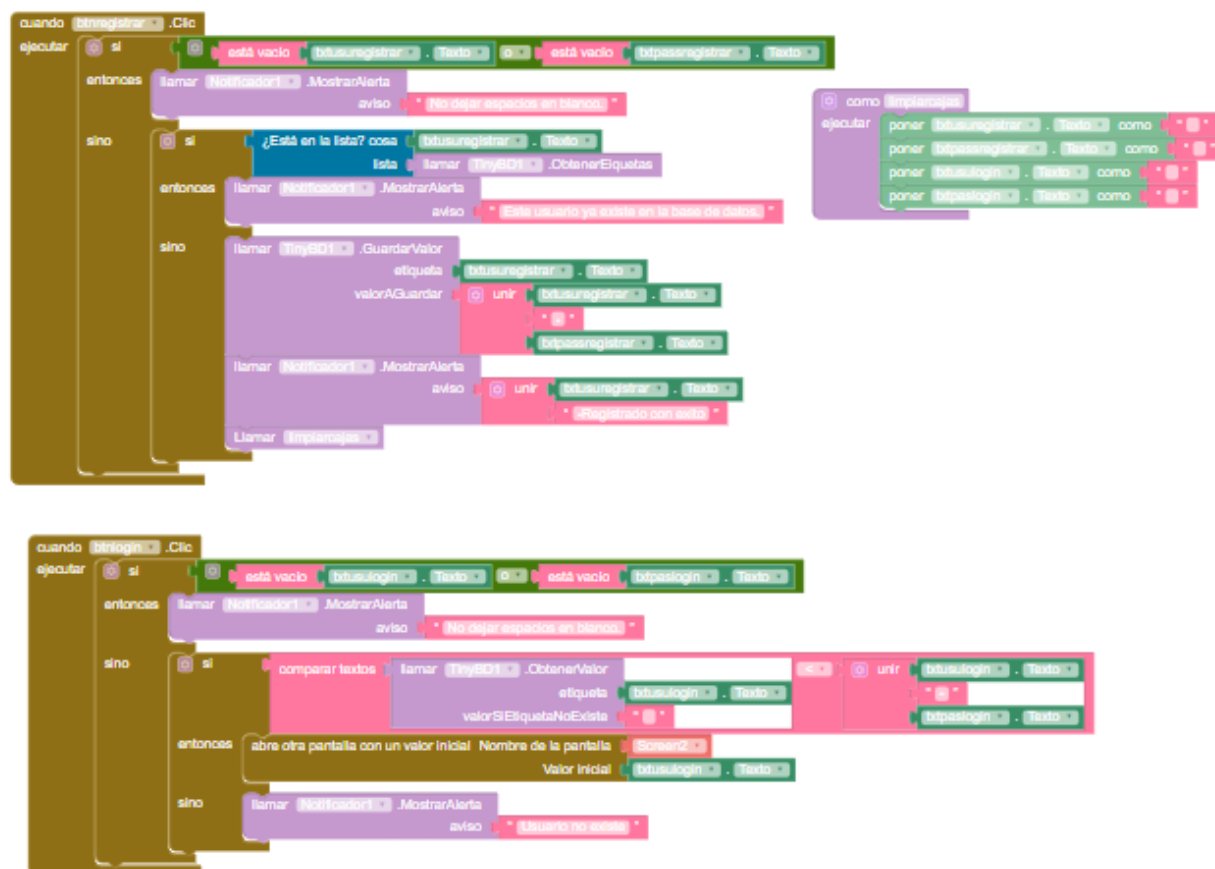 cuando btnregistrar .Clic
ejecutar si está vacío txtusuregistrar . Texto o está vacío txtpassregistrar . Texto
entonces llamar Notificador1 .MostrarAlerta
aviso " No dejar espacios en blanco. "
sino si ¿Está en la lista? cosa txtusuregistrar . Texto
lista llamar TinyBD1 .ObtenerEiquetas
entonces llamar Notificador1 .MostrarAlerta
aviso " Este usuario ya existe en la base de datos. "
sino llamar TinyBD1 .GuardarValor
etiqueta txtusuregistrar . Texto
valorAGuardar unir txtusuregistrar . Texto
" - "
txtpassregistrar . Texto
llamar Notificador1 .MostrarAlerta
aviso unir txtusuregistrar . Texto
" -Registrado con exito "
Llamar limpiarcajas
como limpiarcajas
ejecutar poner txtusuregistrar . Texto como " "
poner txtpassregistrar . Texto como " "
poner txtusulogin . Texto como " "
poner txtpaslogin . Texto como " "
cuando btnlogin .Clic
ejecutar si está vacío txtusulogin . Texto o está vacío txtpaslogin . Texto
entonces llamar Notificador1 .MostrarAlerta
aviso " No dejar espacios en blanco. "
sino si comparar textos llamar TinyBD1 .ObtenerValor < unir txtusulogin . Texto
etiqueta txtusulogin . Texto " - "
valorSiEtiquetaNoExiste " " txtpaslogin . Texto
entonces abre otra pantalla con un valor inicial Nombre de la pantalla Screen2
Valor inicial txtusulogin . Texto
sino llamar Notificador1 .MostrarAlerta
aviso " Usuario no existe "